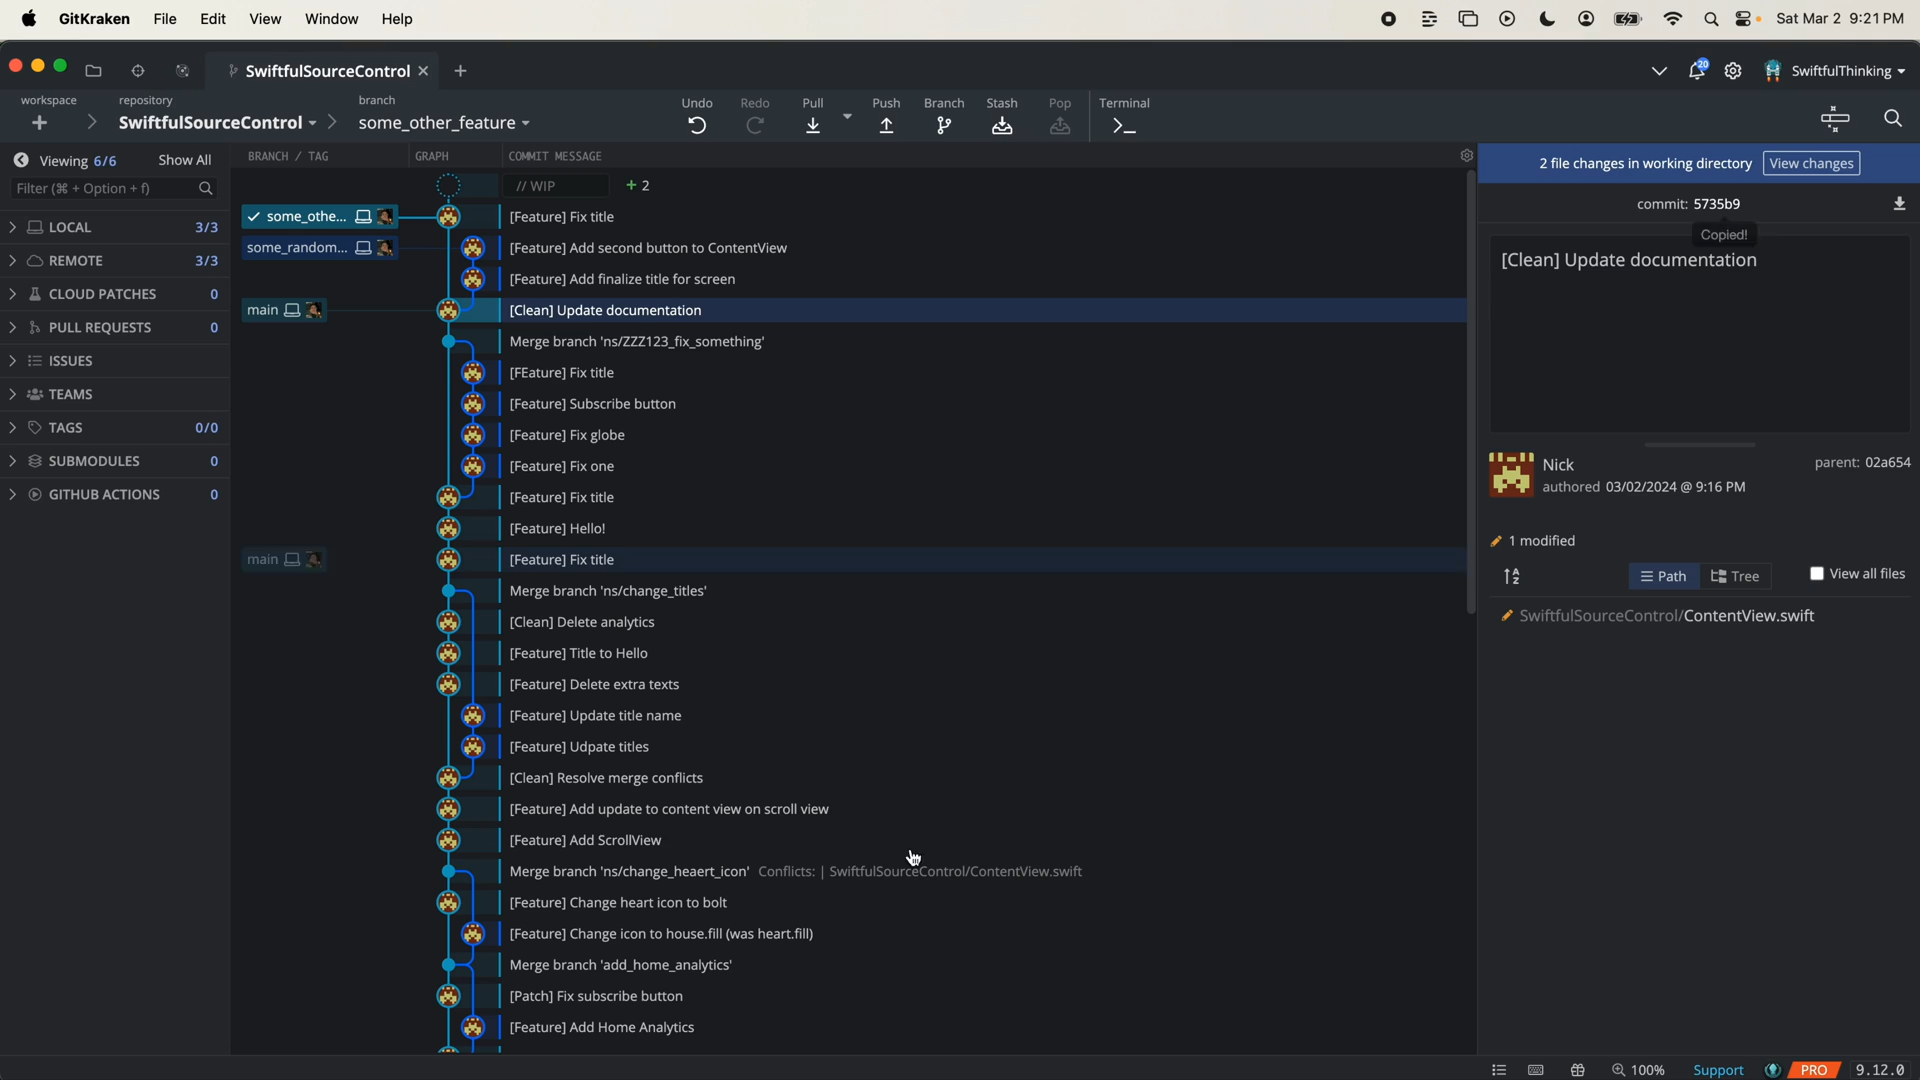 GitKraken File Edit View Window Help Sat Mar 2 9:21 PM
SwiftfulSourceControl 20 SwiftfulThinking
workspace repository branch Undo Redo Pull Push Branch Stash Pop Terminal
SwiftfulSourceControl some_other_feature
Viewing 6/6 Show All
Filter (⌘ + Option + f)
LOCAL 3/3
REMOTE 3/3
CLOUD PATCHES 0
PULL REQUESTS 0
ISSUES
TEAMS
TAGS 0/0
SUBMODULES 0
GITHUB ACTIONS 0
BRANCH / TAG GRAPH COMMIT MESSAGE
// WIP + 2
some_othe... [Feature] Fix title
some_random... [Feature] Add second button to ContentView
[Feature] Add finalize title for screen
main [Clean] Update documentation
Merge branch 'ns/ZZZ123_fix_something'
[FEature] Fix title
[Feature] Subscribe button
[Feature] Fix globe
[Feature] Fix one
[Feature] Fix title
[Feature] Hello!
main [Feature] Fix title
Merge branch 'ns/change_titles'
[Clean] Delete analytics
[Feature] Title to Hello
[Feature] Delete extra texts
[Feature] Update title name
[Feature] Udpate titles
[Clean] Resolve merge conflicts
[Feature] Add update to content view on scroll view
[Feature] Add ScrollView
Merge branch 'ns/change_heaert_icon' Conflicts: | SwiftfulSourceControl/ContentView.swift
[Feature] Change heart icon to bolt
[Feature] Change icon to house.fill (was heart.fill)
Merge branch 'add_home_analytics'
[Patch] Fix subscribe button
[Feature] Add Home Analytics
2 file changes in working directory View changes
commit: 5735b9
Copied!
[Clean] Update documentation
Nick parent: 02a654
authored 03/02/2024 @ 9:16 PM
1 modified
Path Tree View all files
SwiftfulSourceControl/ContentView.swift
100% Support PRO 9.12.0